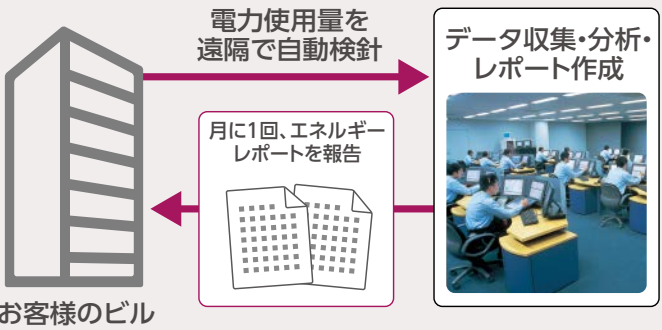 電力使用量を
遠隔で自動検針
データ収集・分析・
レポート作成
月に1回、エネルギー
レポートを報告
お客様のビル